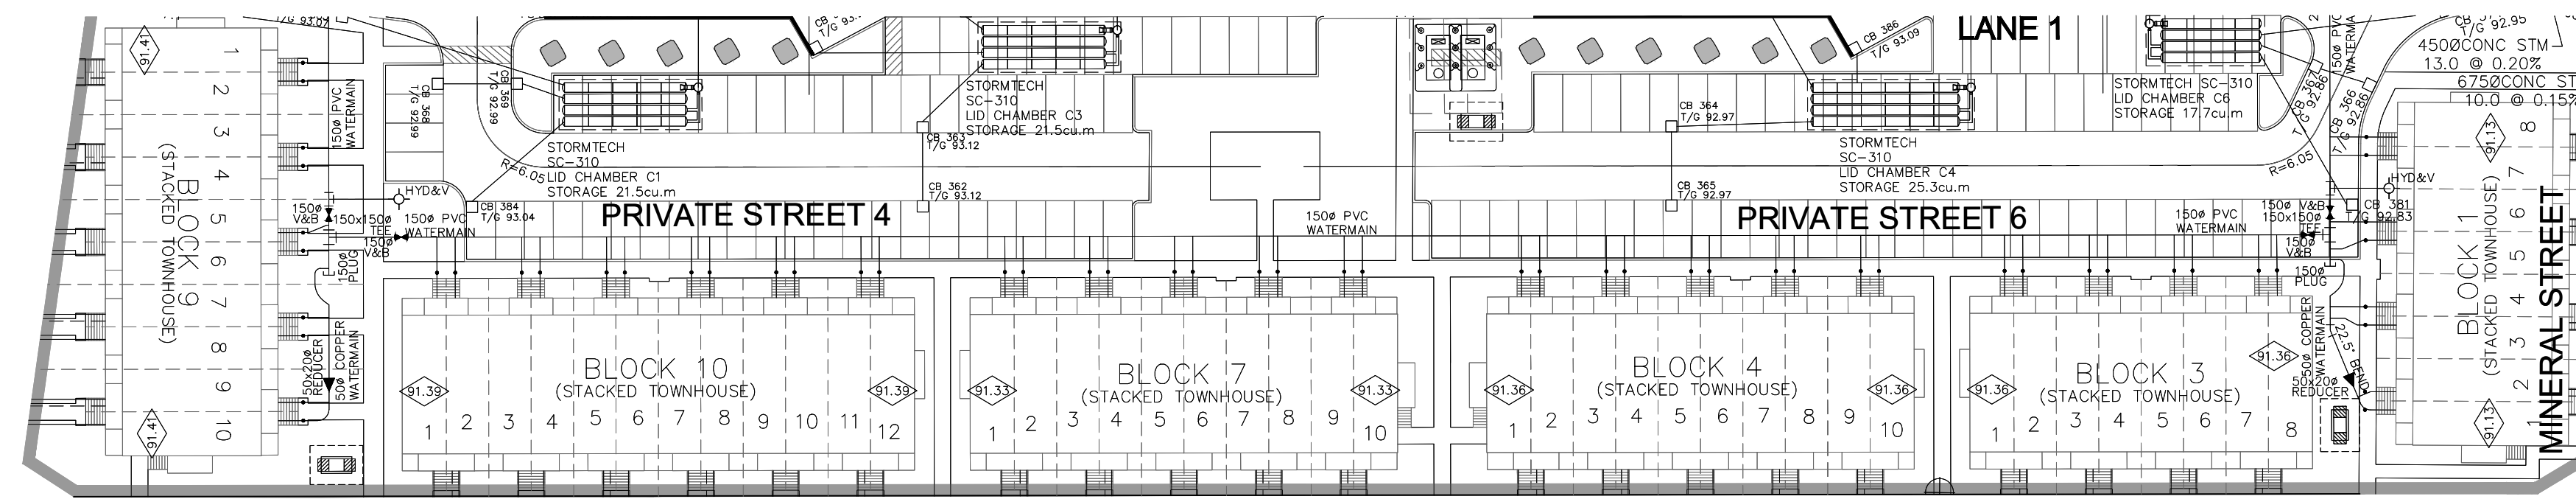 T/G 93.07
91.41
1
2
3
4
5
6
7
8
9
10
BLOCK 9
(STACKED TOWNHOUSE)
91.41
150ø PVC
WATERMAIN
CB 368
T/G 92.99
CB 369
T/G 92.99
R=6.05
STORMTECH
SC-310
LID CHAMBER C1
STORAGE 21.5cu.m
HYD&V
150ø
V&B
150x150ø
TEE
150ø
V&B
150ø PVC
WATERMAIN
150ø
PLUG
50x20ø
REDUCER
50ø COPPER
WATERMAIN
CB 384
T/G 93.04
PRIVATE STREET 4
STORMTECH
SC-310
LID CHAMBER C3
STORAGE 21.5cu.m
CB 363
T/G 93.12
CB 362
T/G 93.12
150ø PVC
WATERMAIN
CB 386
T/G 93.09
LANE 1
CB 364
T/G 92.97
STORMTECH
SC-310
LID CHAMBER C4
STORAGE 25.3cu.m
CB 365
T/G 92.97
PRIVATE STREET 6
STORMTECH SC-310
LID CHAMBER C6
STORAGE 17.7cu.m
R=6.05
CB 367
T/G 92.86
CB 366
T/G 92.86
150ø PVC
WATERMA
T/G 92.95
450ØCONC STM
13.0 @ 0.20%
675ØCONC ST
10.0 @ 0.15%
HYD&V
150ø PVC
WATERMAIN
150ø V&B
150x150ø
TEE
150ø
V&B
CB 381
T/G 92.83
150ø
PLUG
50ø COPPER
WATERMAIN
22.5° BEND
50x20ø
REDUCER
91.13
8
7
6
5
4
3
2
1
BLOCK 1
(STACKED TOWNHOUSE)
91.13
MINERAL STREET
BLOCK 10
(STACKED TOWNHOUSE)
91.39
91.39
1 2 3 4 5 6 7 8 9 10 11 12
BLOCK 7
(STACKED TOWNHOUSE)
91.33
91.33
1 2 3 4 5 6 7 8 9 10
BLOCK 4
(STACKED TOWNHOUSE)
91.36
91.36
1 2 3 4 5 6 7 8 9 10
BLOCK 3
(STACKED TOWNHOUSE)
91.36
91.36
1 2 3 4 5 6 7 8